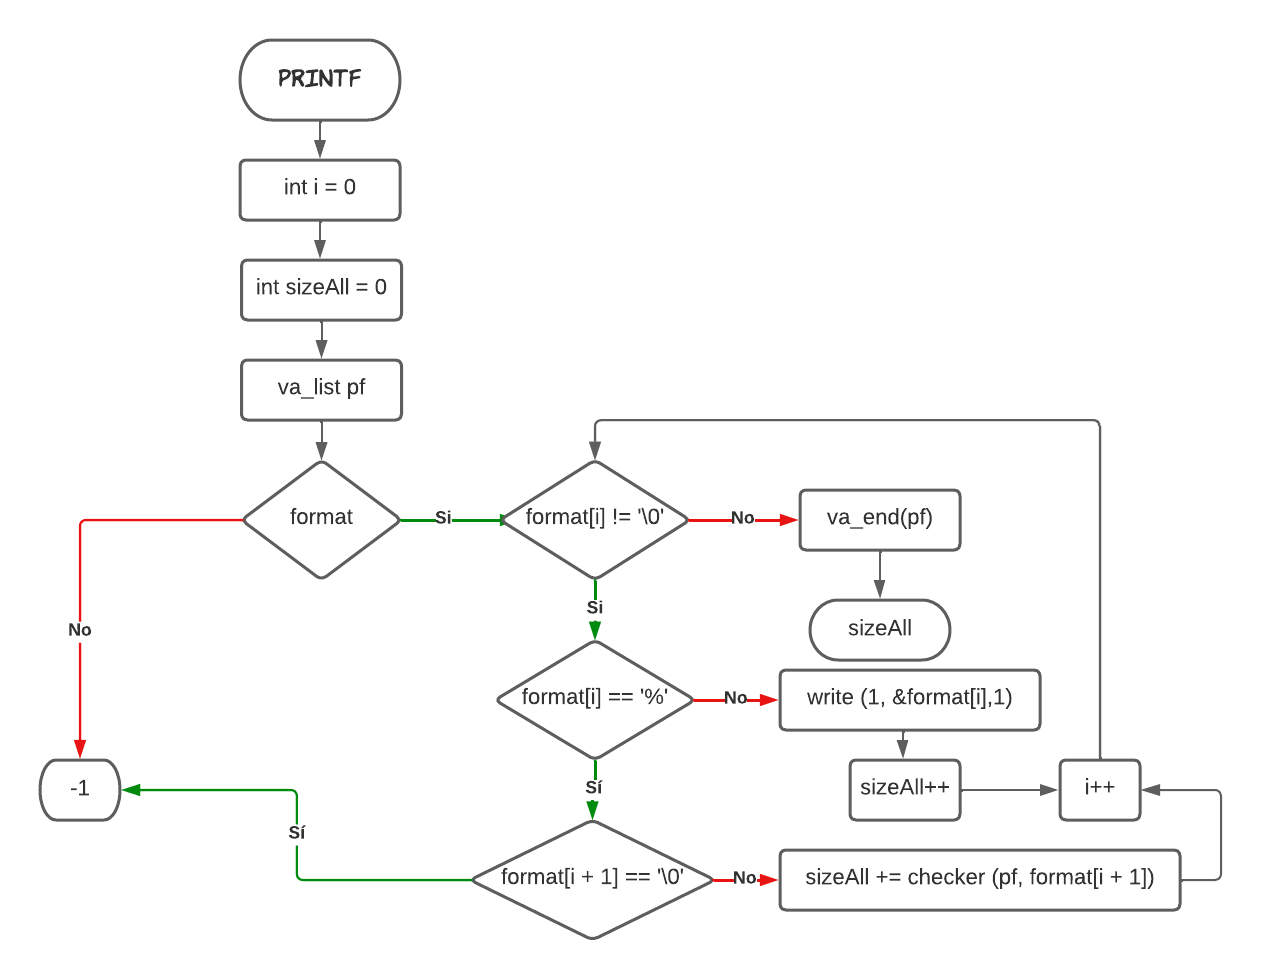 PRINTF
int i = 0
int sizeAll = 0
va_list pf
format
Si
format[i] != '\0'
No
va_end(pf)
No
Si
sizeAll
format[i] == '%'
No
write (1, &format[i],1)
-1
Sí
sizeAll++
i++
Sí
format[i + 1] == '\0'
No
sizeAll += checker (pf, format[i + 1])